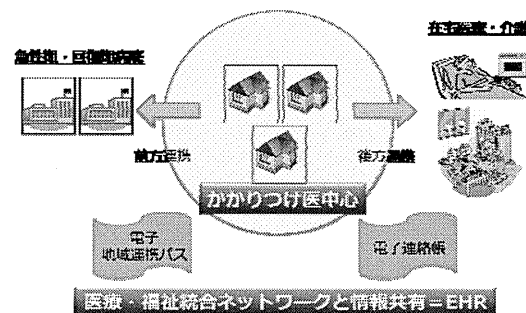 急性期・回復期病院
在宅医療・介護
前方連携
後方連携
かかりつけ医中心
電子
地域連携パス
電子連絡帳
医療・福祉統合ネットワークと情報共有=EHR